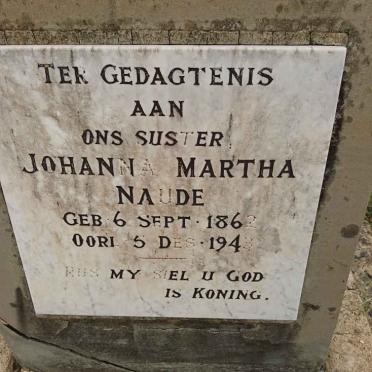 TER GEDAGTENIS
AAN
ONS SUSTER
JOHANNA MARTHA
NAUDE
GEB 6 SEPT. 1862
OORL 5 DES. 194
RUS MY SIEL U GOD
IS KONING.